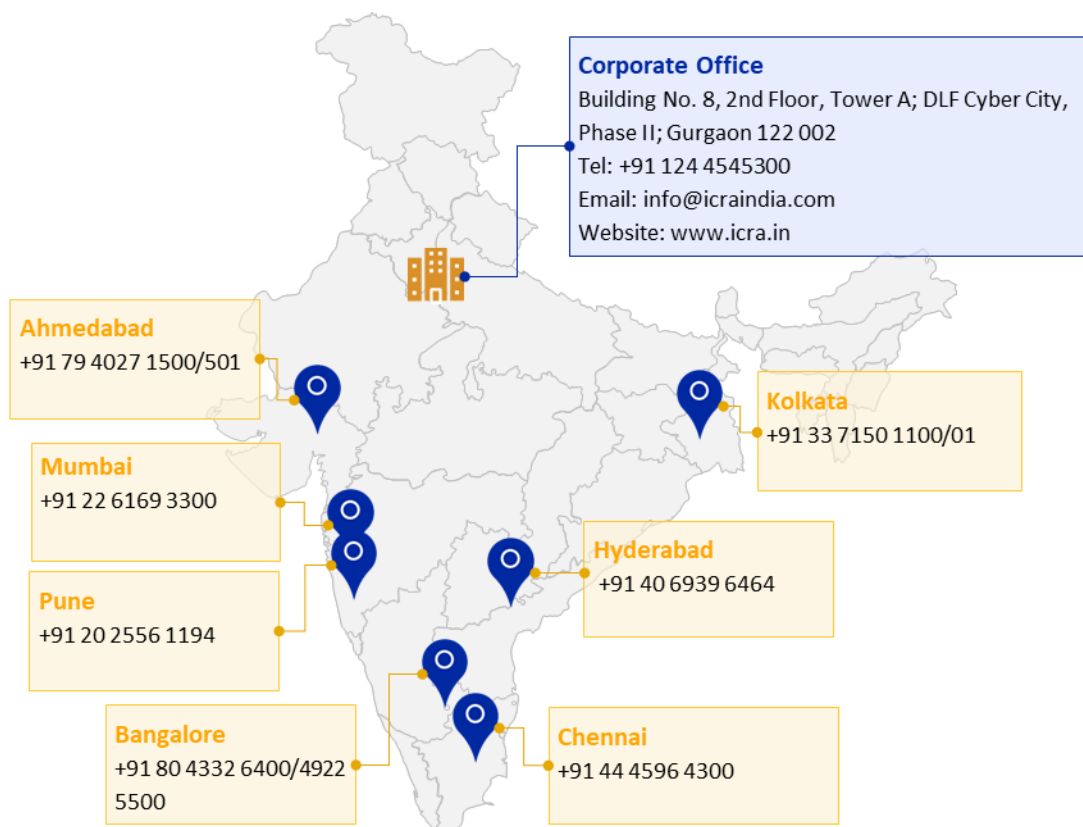 Corporate Office
Building No. 8, 2nd Floor, Tower A; DLF Cyber City,
Phase II; Gurgaon 122 002
Tel: +91 124 4545300
Email: info@icraindia.com
Website: www.icra.in
Ahmedabad
+91 79 4027 1500/501
Kolkata
+91 33 7150 1100/01
Mumbai
+91 22 6169 3300
Hyderabad
+91 40 6939 6464
Pune
+91 20 2556 1194
Bangalore
+91 80 4332 6400/4922
5500
Chennai
+91 44 4596 4300